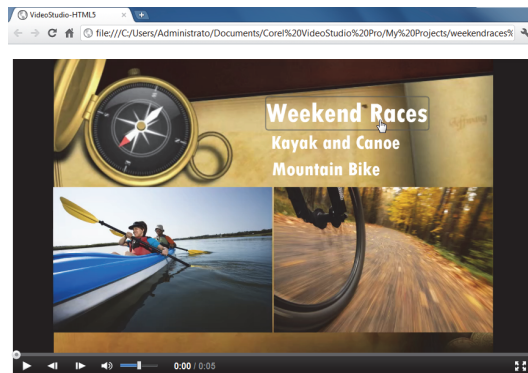 VideoStudio-HTML5
file:///C:/Users/Administrato/Documents/Corel%20VideoStudio%20Pro/My%20Projects/weekendraces%
Weekend Races
Kayak and Canoe
Mountain Bike
0:00 / 0:05